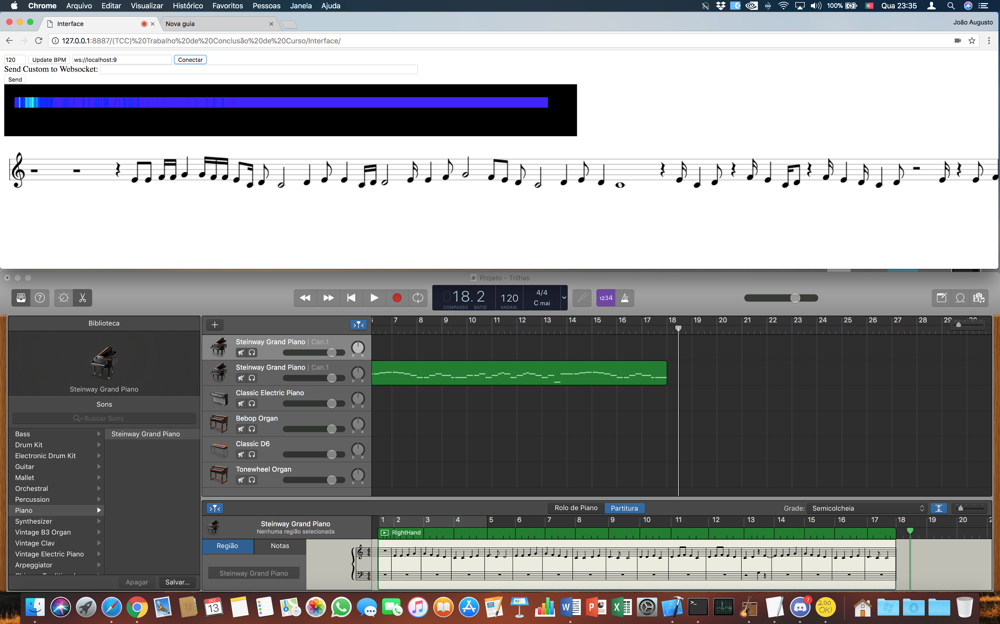 Chrome Arquivo Editar Visualizar Histórico Favoritos Pessoas Janela Ajuda 100% Qua 23:35
Interface Nova guia João Augusto
127.0.0.1:8887/(TCC)%20Trabalho%20de%20Conclusão%20de%20Curso/Interface/
120 Update BPM ws://localhost:9 Conectar
Send Custom to Websocket:
Send
Projeto - Trilhas
018.2 120 4/4 1234
C mai
COMPASSO BATID ANDAM.
Biblioteca
7 8 9 10 11 12 13 14 15 16 17 18 19 20 21 22 23 24 25 26 27 28 29
Steinway Grand Piano | Can.1
D R
Steinway Grand Piano | Can.1
D R
Steinway Grand Piano
Classic Electric Piano
D R
Sons
Buscar Sons
Bebop Organ
D R
Bass Steinway Grand Piano
Drum Kit
Classic D6
D R
Electronic Drum Kit
Guitar
Tonewheel Organ
D R
Mallet
Orchestral
Percussion
Piano
Synthesizer
Vintage B3 Organ
Vintage Clav
Vintage Electric Piano
Arpeggiator
Apagar Salvar...
Rolo de Piano Partitura Grade: Semicolcheia
1 2 3 4 5 6 7 8 9 10 11 12 13 14 15 16 17 18 19 20
Steinway Grand Piano
Nenhuma região selecionada
RightHand
Região Notas
Steinway Grand Piano
DEZ
13
PAGES
7
200
OK!